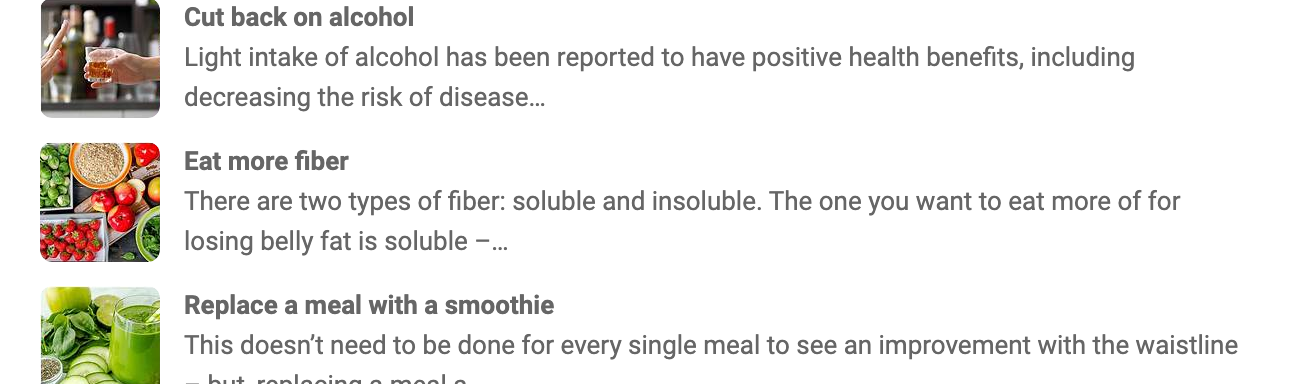 Cut back on alcohol
Light intake of alcohol has been reported to have positive health benefits, including
decreasing the risk of disease…
Eat more fiber
There are two types of fiber: soluble and insoluble. The one you want to eat more of for
losing belly fat is soluble –…
Replace a meal with a smoothie
This doesn’t need to be done for every single meal to see an improvement with the waistline
– but, replacing a meal a